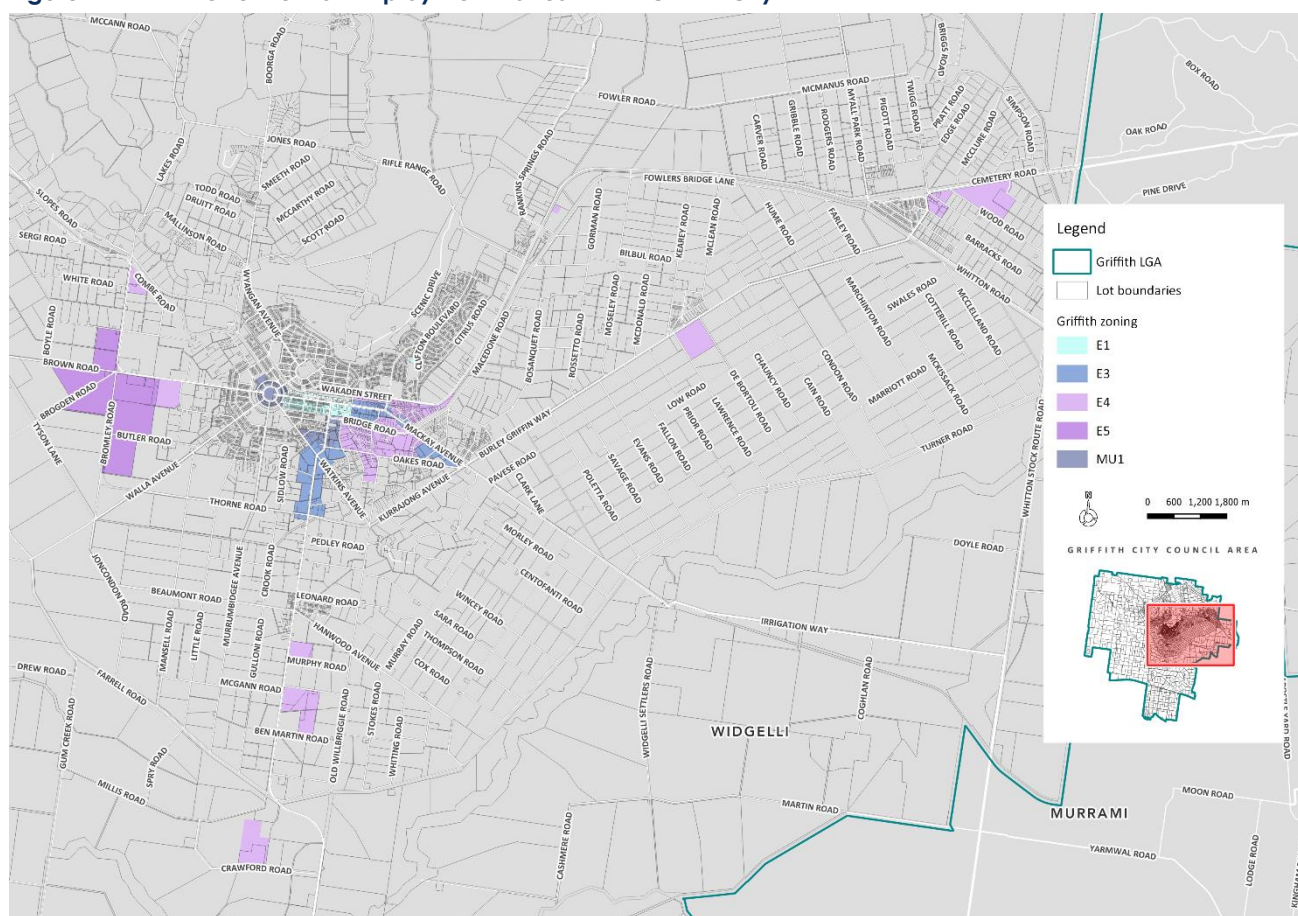 MCCANN ROAD
BOORGA ROAD
BRIGGS ROAD
BOX ROAD
FOWLER ROAD
MCMANUS ROAD
TWIGG ROAD
PRATT ROAD
EDGE ROAD
SIMPSON ROAD
CARVER ROAD
GRIBBLE ROAD
RODGERS ROAD
MYALL PARK ROAD
PIGOTT ROAD
MCCLURE ROAD
OAK ROAD
LAKES ROAD
JONES ROAD
SMEETH ROAD
RIFLE RANGE ROAD
RANKINS SPRINGS ROAD
FOWLERS BRIDGE LANE
CEMETERY ROAD
PINE DRIVE
SLOPES ROAD
TODD ROAD
DRUITT ROAD
MCCARTHY ROAD
MALLINSON ROAD
SCOTT ROAD
GORMAN ROAD
KEAREY ROAD
MCLEAN ROAD
HUME ROAD
FARLEY ROAD
WOOD ROAD
BARRACKS ROAD
SERGI ROAD
BILBUL ROAD
WHITTON ROAD
WHITE ROAD
COMBE ROAD
WYANGAN AVENUE
SCENIC DRIVE
CLIFTON BOULEVARD
CITRUS ROAD
MACEDONE ROAD
MOSELEY ROAD
MCDONALD ROAD
MARCHINTON ROAD
SWALES ROAD
COTTERILL ROAD
MCCLELLAND ROAD
BOYLE ROAD
BOSANQUET ROAD
ROSSETTO ROAD
BROWN ROAD
WAKADEN STREET
CHAUNCY ROAD
CONDON ROAD
MCKISSACK ROAD
BROGDEN ROAD
BROMLEY ROAD
BRIDGE ROAD
MACKAY AVENUE
BURLEY GRIFFIN WAY
LOW ROAD
DE BORTOLI ROAD
CAIN ROAD
MARRIOTT ROAD
TYSON LANE
BUTLER ROAD
LAWRENCE ROAD
PRIOR ROAD
FALLON ROAD
EVANS ROAD
SAVAGE ROAD
POLETTA ROAD
TURNER ROAD
WHITTON STOCK ROUTE ROAD
WALLA AVENUE
SIDLOW ROAD
OAKES ROAD
WATKINS AVENUE
KURRAJONG AVENUE
PAVESE ROAD
CLARK LANE
THORNE ROAD
PEDLEY ROAD
MORLEY ROAD
DOYLE ROAD
JONCONDON ROAD
MURRUMBIDGEE AVENUE
CROOK ROAD
BEAUMONT ROAD
LEONARD ROAD
CENTOFANTI ROAD
WINCEY ROAD
SARA ROAD
THOMPSON ROAD
COX ROAD
IRRIGATION WAY
MANSELL ROAD
LITTLE ROAD
GULLONI ROAD
HANWOOD AVENUE
MURRAY ROAD
DREW ROAD
MURPHY ROAD
FARRELL ROAD
MCGANN ROAD
STOKES ROAD
WHITING ROAD
OLD WILLBRIGGIE ROAD
BEN MARTIN ROAD
GUM CREEK ROAD
SPRY ROAD
MILLIS ROAD
CRAWFORD ROAD
WIDGELLI SETTLERS ROAD
COGHLAN ROAD
WIDGELLI
MARTIN ROAD
CASHMERE ROAD
MURRAMI
MOON ROAD
YARMWAL ROAD
LODGE ROAD
Legend
Griffith LGA
Lot boundaries
Griffith zoning
E1
E3
E4
E5
MU1
N
0 600 1,200 1,800 m
GRIFFITH CITY COUNCIL AREA